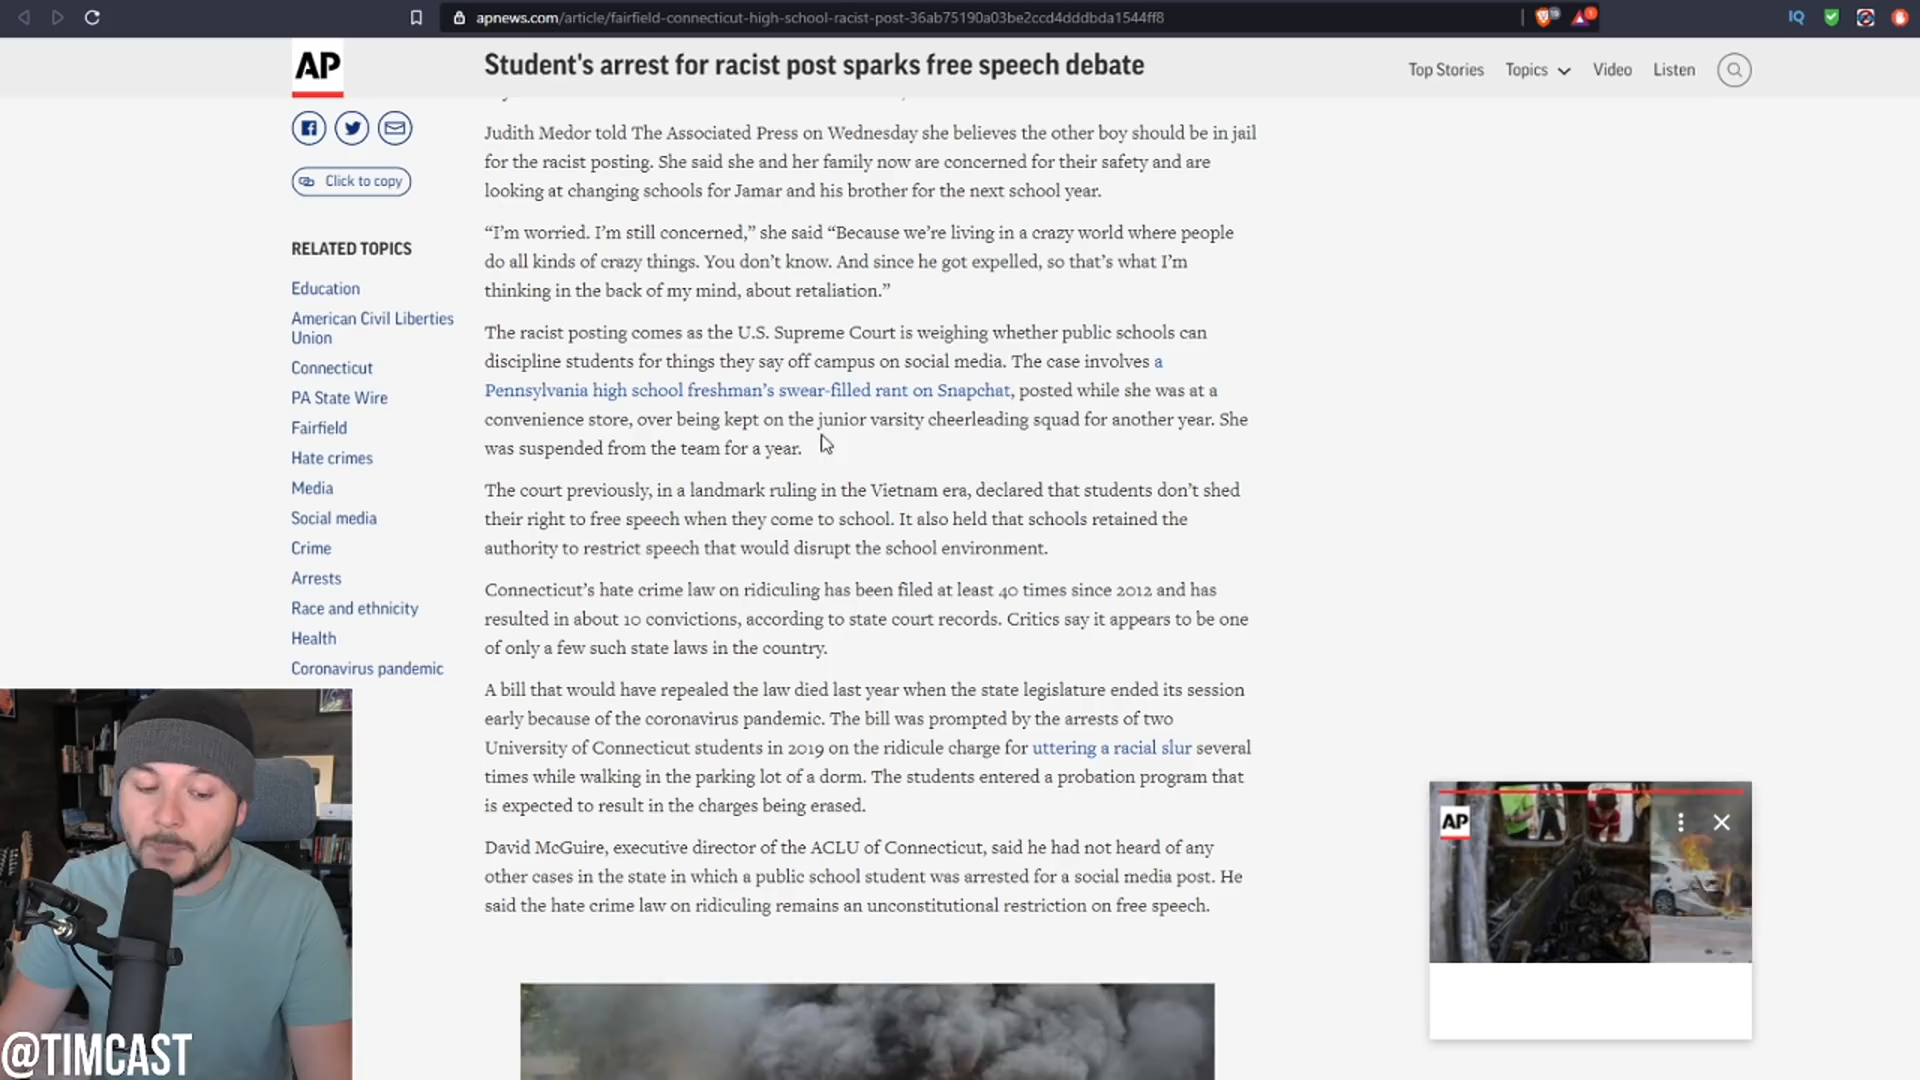 apnews.com/article/fairfield-connecticut-high-school-racist-post-36ab75190a03be2ccd4dddbda1544ff8
IQ
AP
Student's arrest for racist post sparks free speech debate
Top Stories
Topics
Video
Listen
Click to copy
RELATED TOPICS
Education
American Civil Liberties
Union
Connecticut
PA State Wire
Fairfield
Hate crimes
Media
Social media
Crime
Arrests
Race and ethnicity
Health
Coronavirus pandemic
Judith Medor told The Associated Press on Wednesday she believes the other boy should be in jail
for the racist posting. She said she and her family now are concerned for their safety and are
looking at changing schools for Jamar and his brother for the next school year.
“I’m worried. I’m still concerned,” she said “Because we’re living in a crazy world where people
do all kinds of crazy things. You don’t know. And since he got expelled, so that’s what I’m
thinking in the back of my mind, about retaliation.”
The racist posting comes as the U.S. Supreme Court is weighing whether public schools can
discipline students for things they say off campus on social media. The case involves a
Pennsylvania high school freshman’s swear-filled rant on Snapchat, posted while she was at a
convenience store, over being kept on the junior varsity cheerleading squad for another year. She
was suspended from the team for a year.
The court previously, in a landmark ruling in the Vietnam era, declared that students don’t shed
their right to free speech when they come to school. It also held that schools retained the
authority to restrict speech that would disrupt the school environment.
Connecticut’s hate crime law on ridiculing has been filed at least 40 times since 2012 and has
resulted in about 10 convictions, according to state court records. Critics say it appears to be one
of only a few such state laws in the country.
A bill that would have repealed the law died last year when the state legislature ended its session
early because of the coronavirus pandemic. The bill was prompted by the arrests of two
University of Connecticut students in 2019 on the ridicule charge for uttering a racial slur several
times while walking in the parking lot of a dorm. The students entered a probation program that
is expected to result in the charges being erased.
David McGuire, executive director of the ACLU of Connecticut, said he had not heard of any
other cases in the state in which a public school student was arrested for a social media post. He
said the hate crime law on ridiculing remains an unconstitutional restriction on free speech.
AP
@TIMCAST